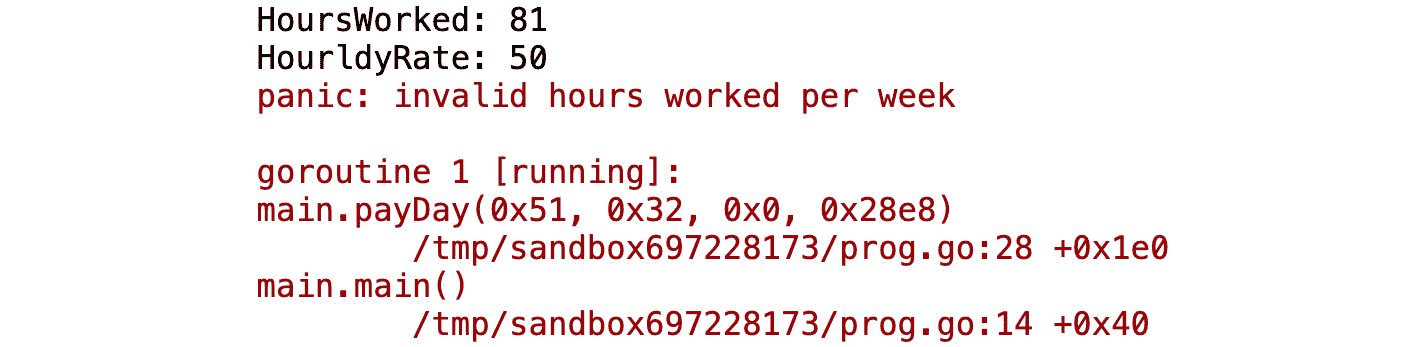 HoursWorked: 81
HourldyRate: 50
panic: invalid hours worked per week
goroutine 1 [running]:
main.payDay(0x51, 0x32, 0x0, 0x28e8)
/tmp/sandbox697228173/prog.go:28 +0x1e0
main.main()
/tmp/sandbox697228173/prog.go:14 +0x40